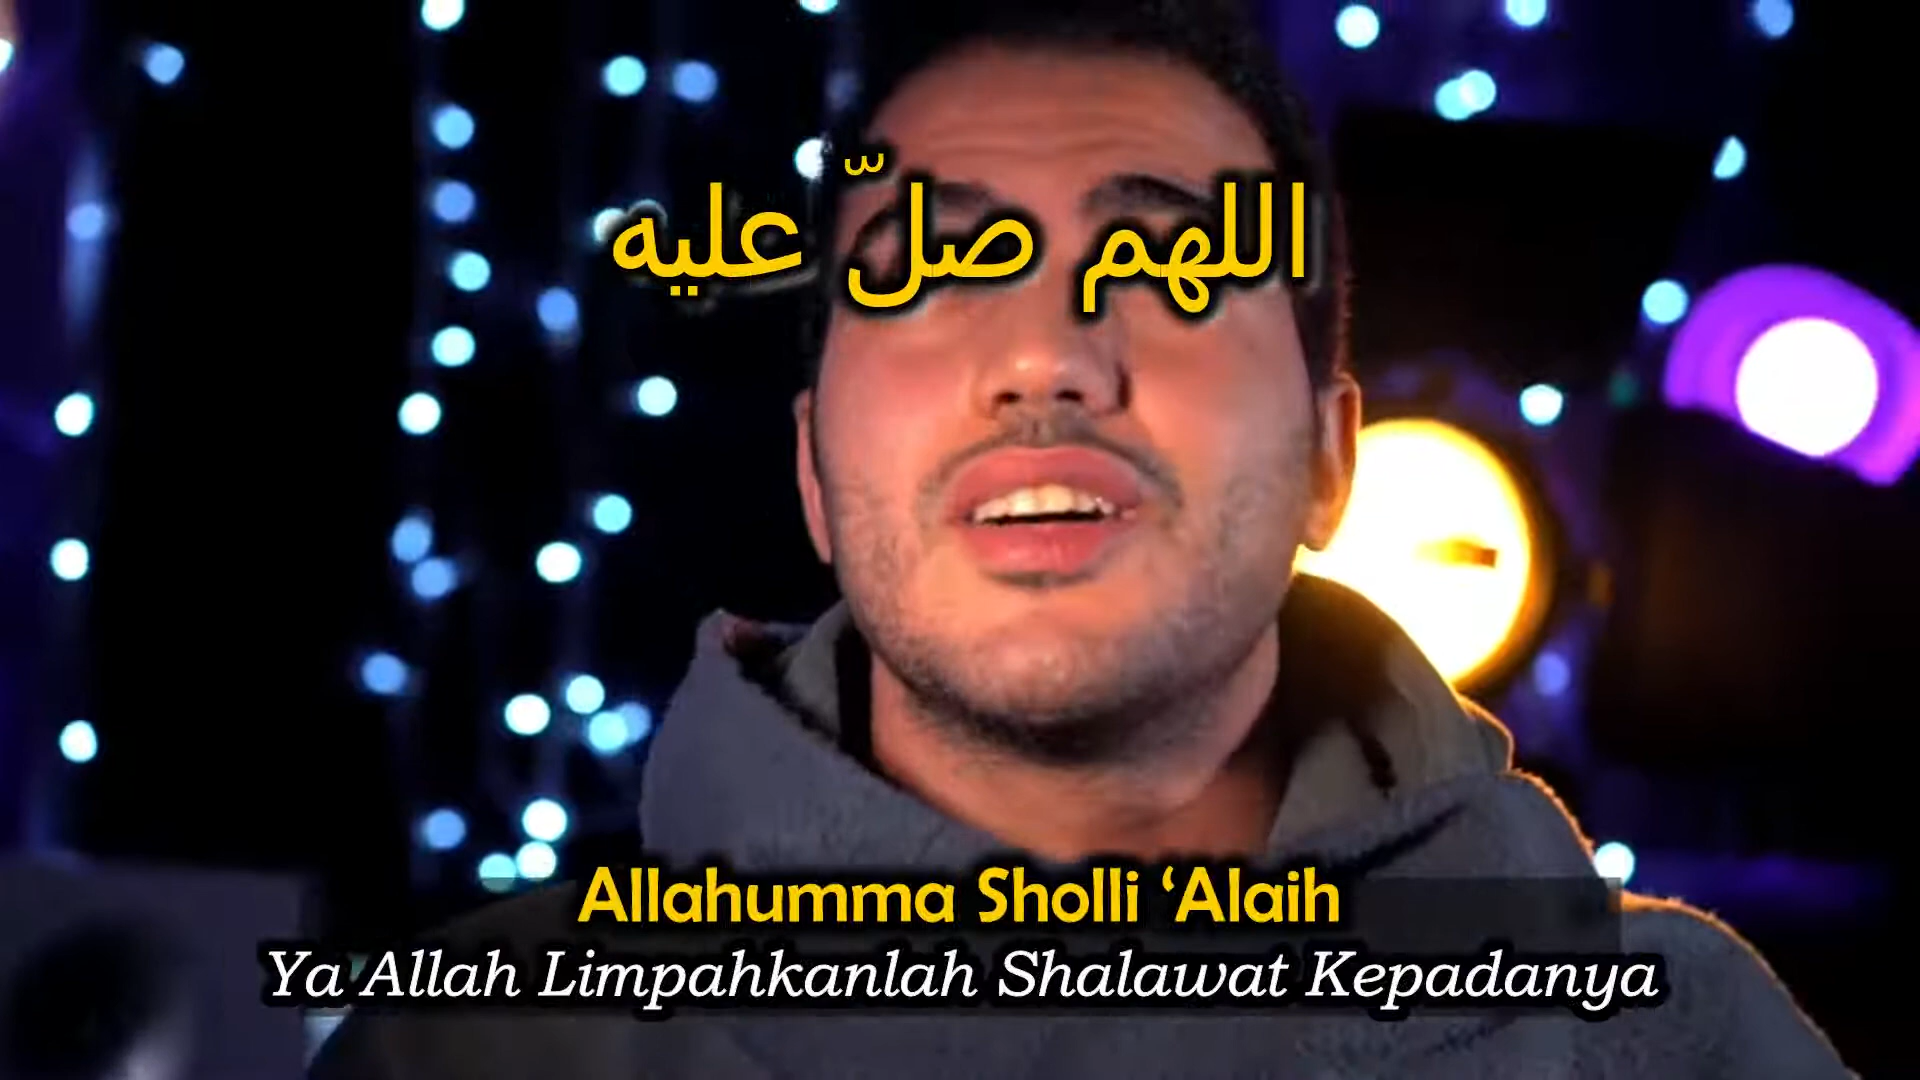 اللهم صلّ عليه
Allahumma Sholli ‘Alaih
Ya Allah Limpahkanlah Shalawat Kepadanya